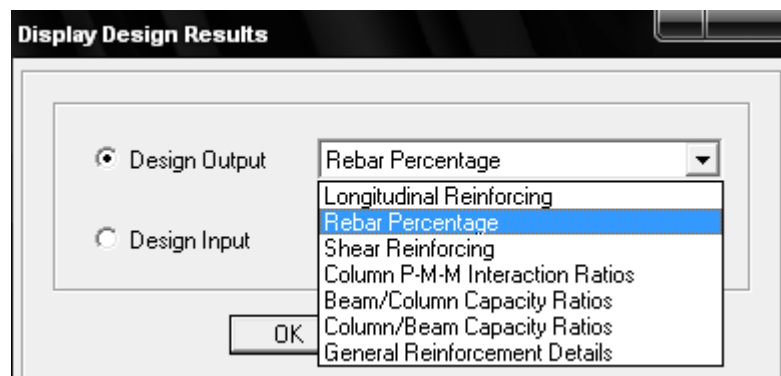 Display Design Results
Design Output
Rebar Percentage
Longitudinal Reinforcing
Rebar Percentage
Design Input
Shear Reinforcing
Column P-M-M Interaction Ratios
Beam/Column Capacity Ratios
OK
Column/Beam Capacity Ratios
General Reinforcement Details